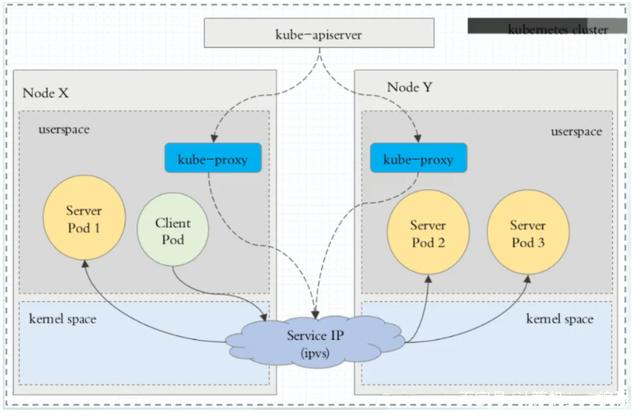 kube-apiserver
kubernetes cluster
Node X
Node Y
userspace
userspace
kube-proxy
kube-proxy
Server
Pod 1
Client
Pod
Server
Pod 2
Server
Pod 3
kernel space
Service IP
(ipvs)
kernel space